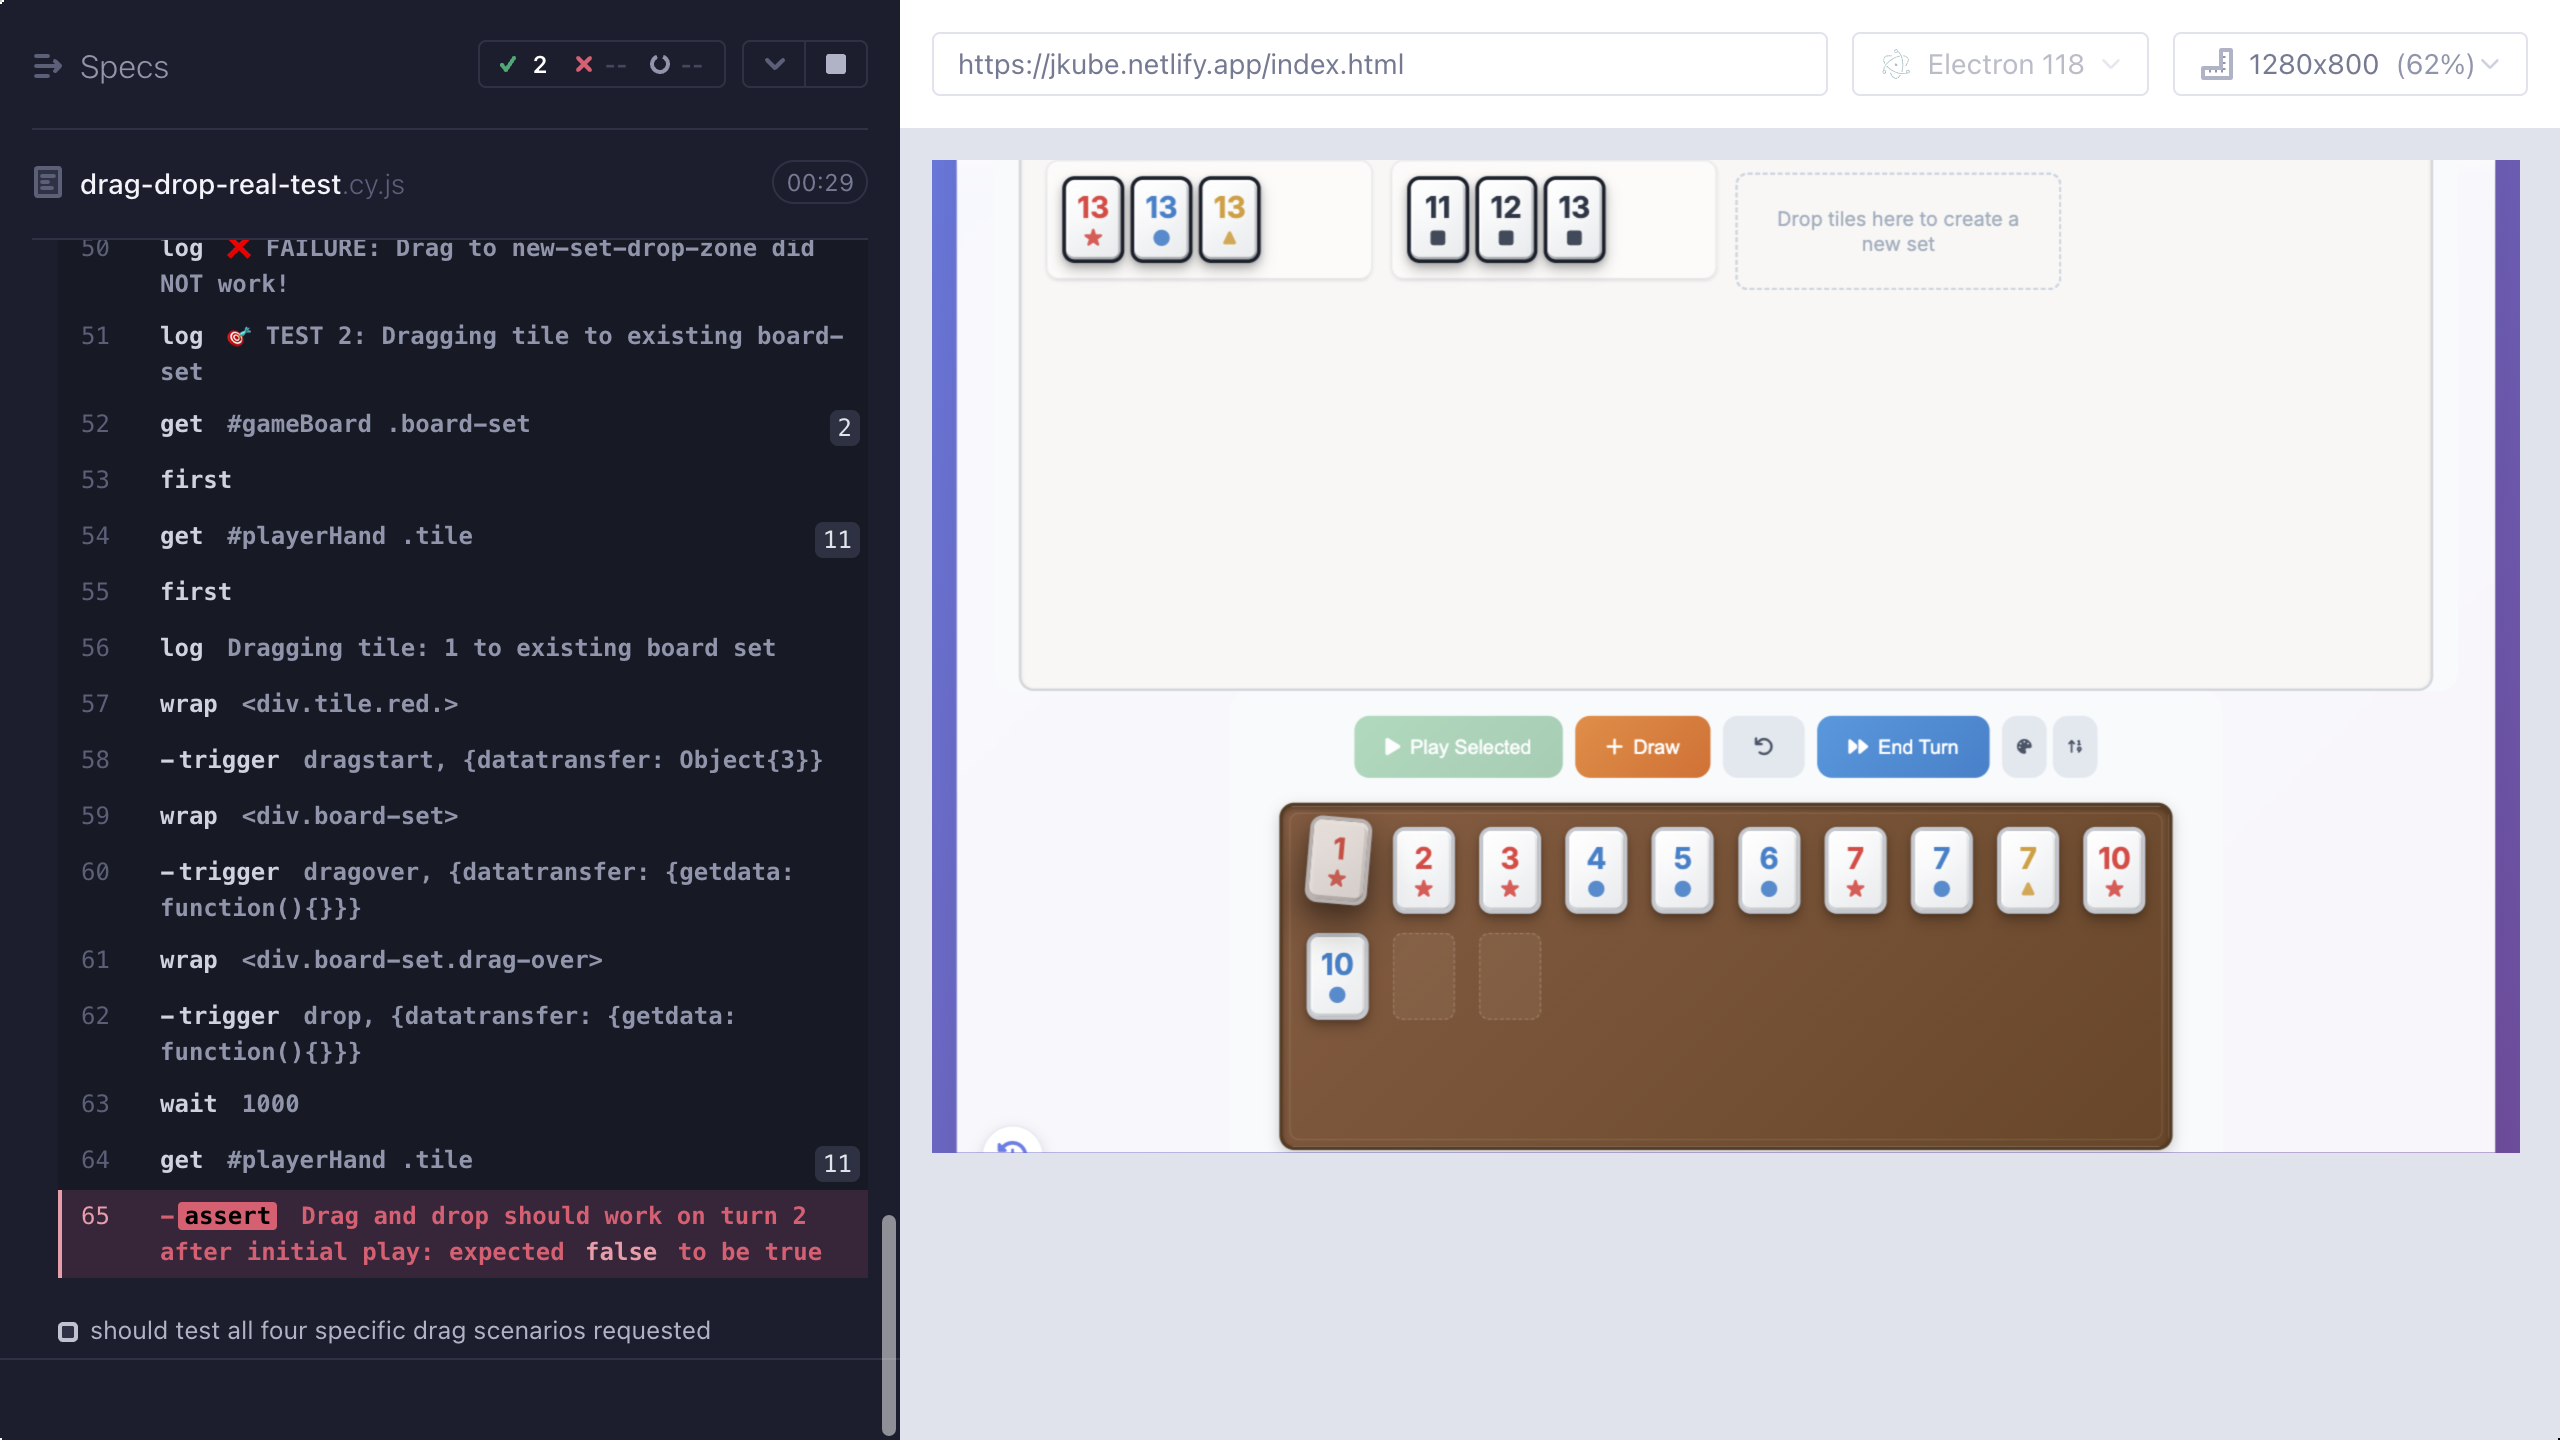 Specs
2
--
--
drag-drop-real-test.cy.js
00:29
50 log ❌ FAILURE: Drag to new-set-drop-zone did
NOT work!
51 log 🎯 TEST 2: Dragging tile to existing board-
set
52 get #gameBoard .board-set 2
53 first
54 get #playerHand .tile 11
55 first
56 log Dragging tile: 1 to existing board set
57 wrap <div.tile.red.>
58 -trigger dragstart, {datatransfer: Object{3}}
59 wrap <div.board-set>
60 -trigger dragover, {datatransfer: {getdata:
function(){}}}
61 wrap <div.board-set.drag-over>
62 -trigger drop, {datatransfer: {getdata:
function(){}}}
63 wait 1000
64 get #playerHand .tile 11
65 -assert Drag and drop should work on turn 2
after initial play: expected false to be true
should test all four specific drag scenarios requested
https://jkube.netlify.app/index.html
Electron 118
1280x800 (62%)
13 13 13
11 12 13
Drop tiles here to create a
new set
Play Selected
Draw
End Turn
1 2 3 4 5 6 7 7 7 10
10